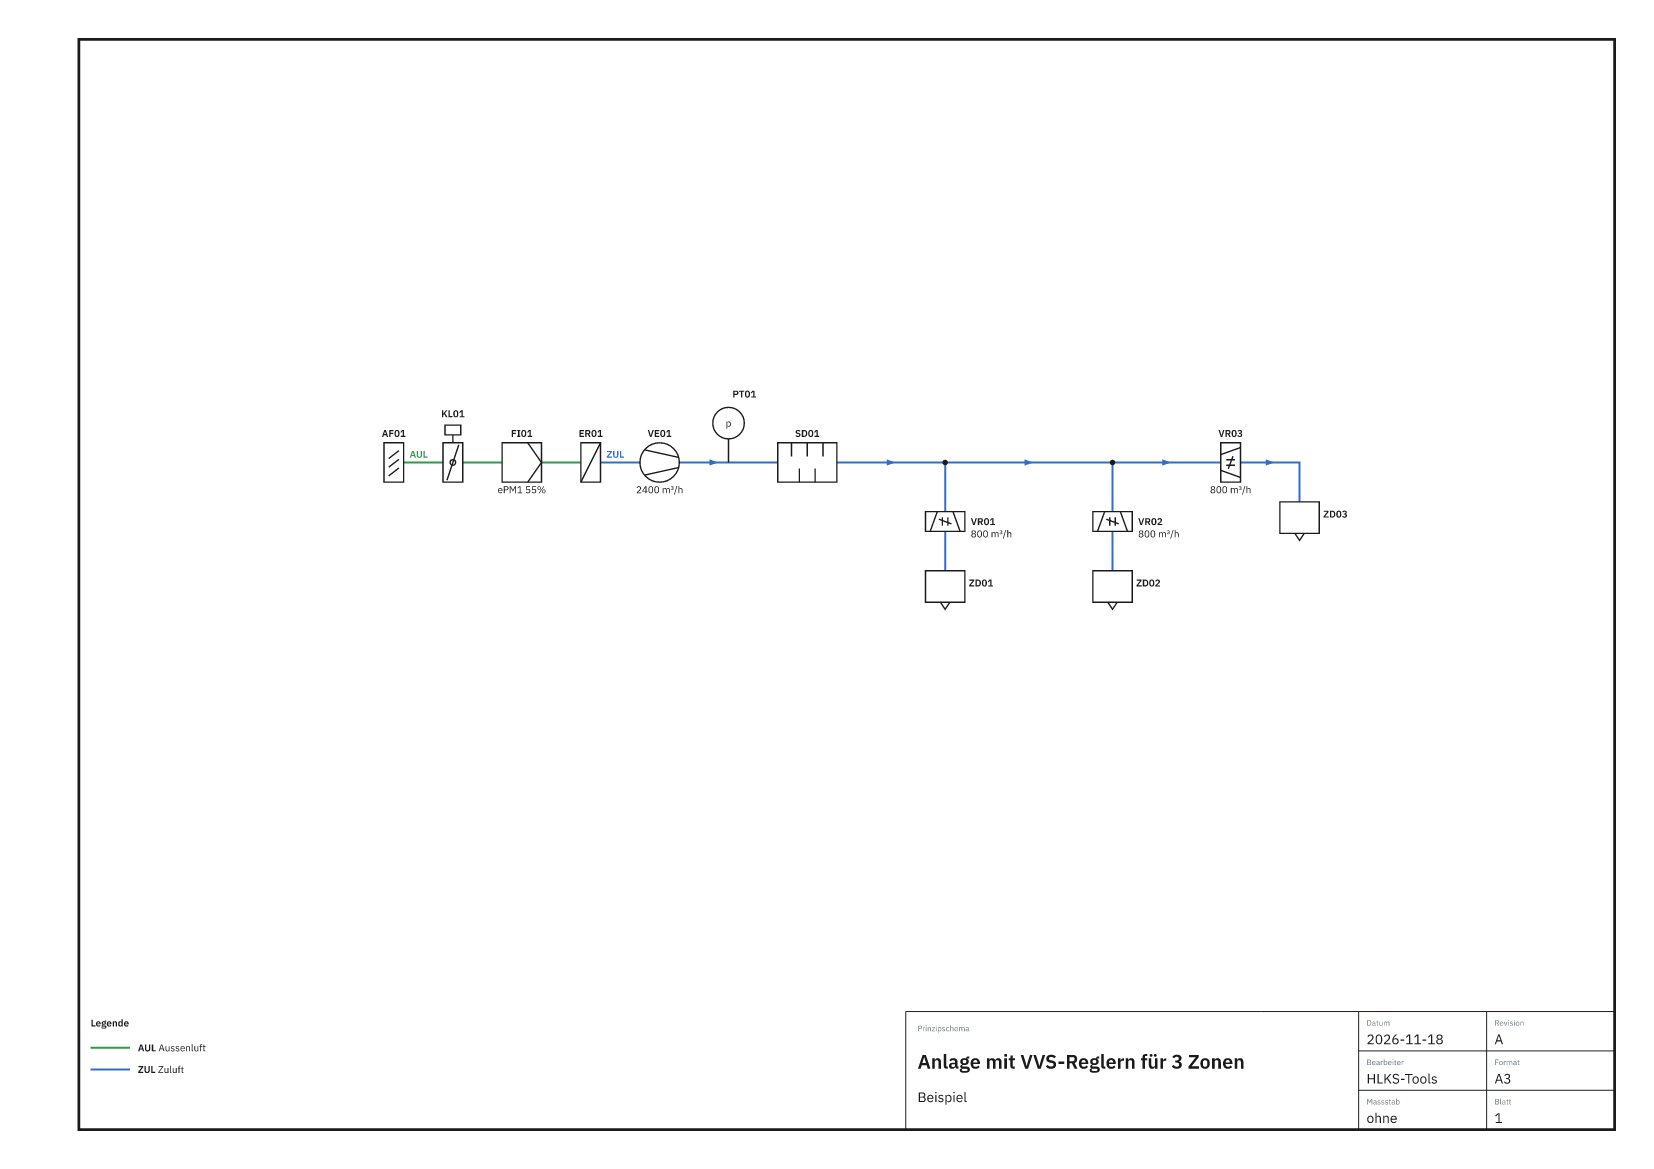 PT01
KL01
AF01
AUL
FI01
ePM1 55%
ER01
ZUL
VE01
2400 m³/h
SD01
VR03
800 m³/h
VR01
800 m³/h
VR02
800 m³/h
ZD03
ZD01
ZD02
Legende
AUL Aussenluft
ZUL Zuluft
Prinzipschema
Anlage mit VVS-Reglern für 3 Zonen
Beispiel
Datum
2026-11-18
Revision
A
Bearbeiter
HLKS-Tools
Format
A3
Massstab
ohne
Blatt
1
p